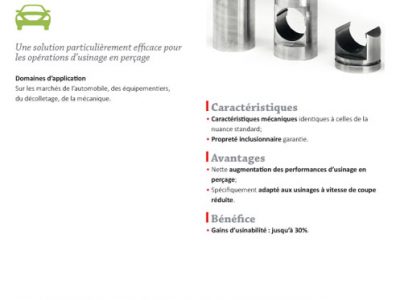 Une solution particulièrement efficace pour
les opérations d'usinage en perçage
Domaines d'application
Sur les marchés de l'automobile, des équipementiers,
du décolletage, de la mécanique.
Caractéristiques
• Caractéristiques mécaniques identiques à celles de la
nuance standard;
• Propreté inclusionnaire garantie.
Avantages
• Nette augmentation des performances d'usinage en
perçage;
• Spécifiquement adapté aux usinages à vitesse de coupe
réduite.
Bénéfice
• Gains d'usinabilité : jusqu'à 30%.